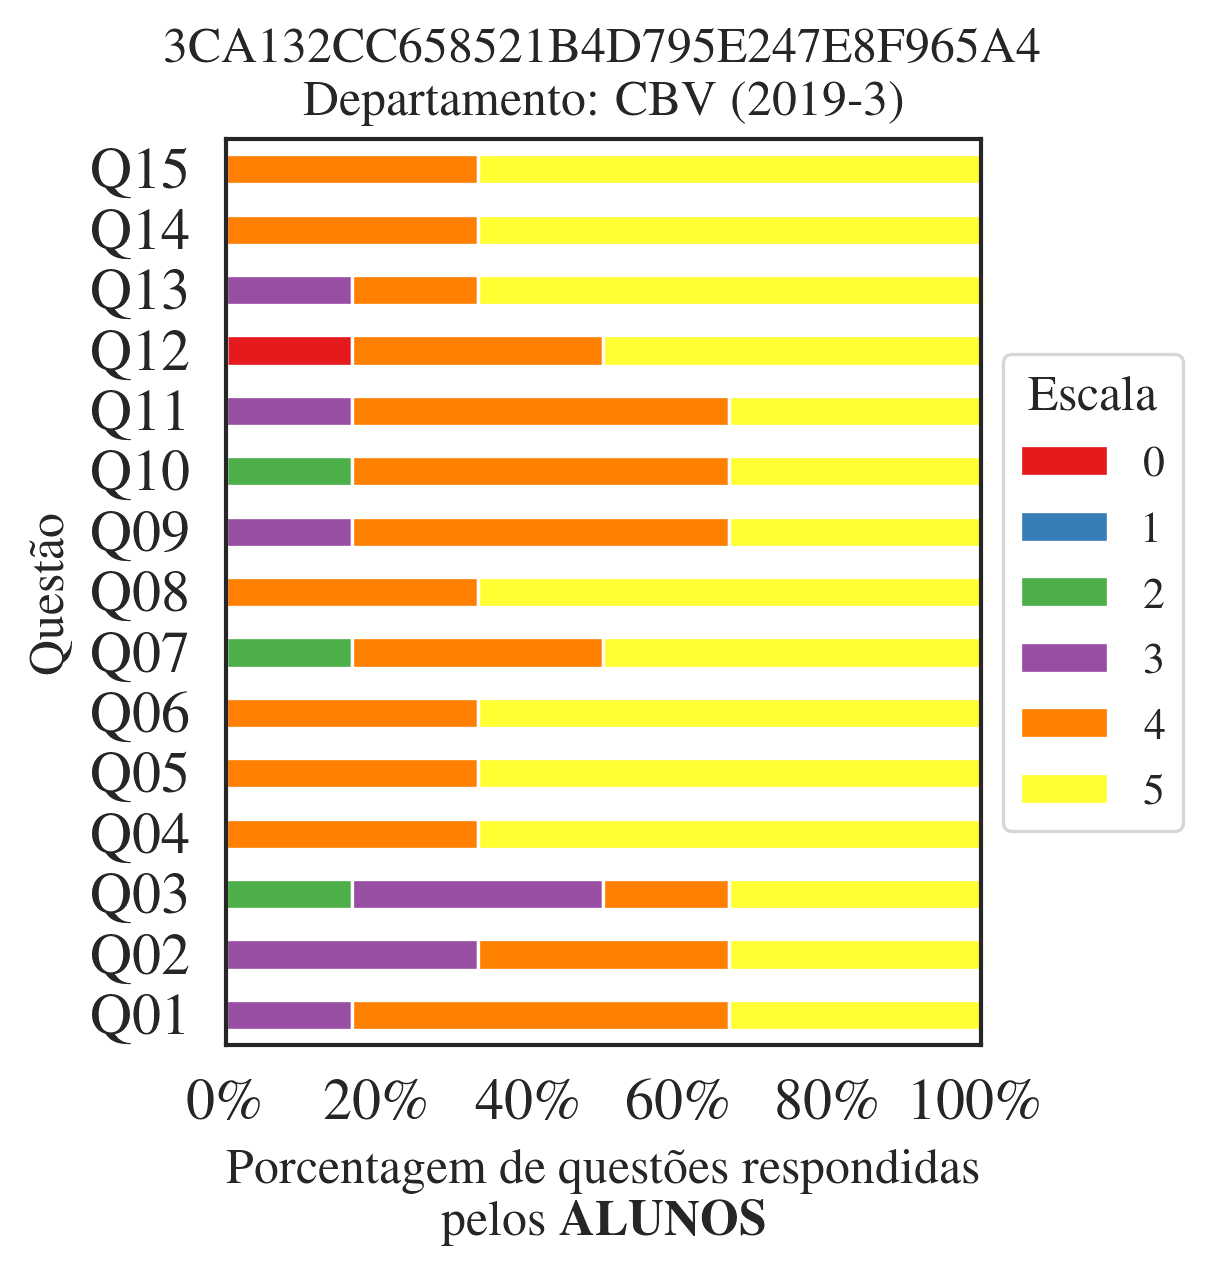 3CA132CC658521B4D795E247E8F965A4
Departamento: CBV (2019-3)
Questão
Q15
Q14
Q13
Q12
Q11
Q10
Q09
Q08
Q07
Q06
Q05
Q04
Q03
Q02
Q01
0% 20% 40% 60% 80% 100%
Porcentagem de questões respondidas
pelos ALUNOS
Escala
0
1
2
3
4
5